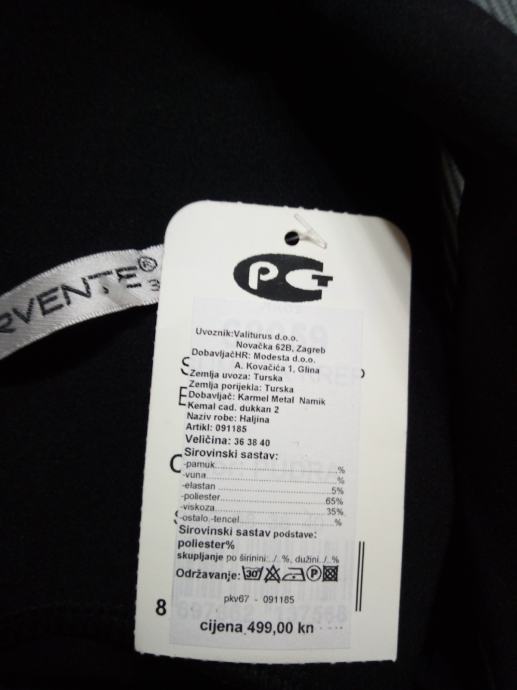 RVENTE®
PCT
Uvoznik:Valiturus d.o.o.
Novačka 62B, Zagreb
DobavljačHR: Modesta d.o.o.
A. Kovačića 1, Glina
Zemlja uvoza: Turska
Zemlja porijekla: Turska
Dobavljač: Karmel Metal Namik
Kemal cad. dukkan 2
Naziv robe: Haljina
Artikl: 091185
Veličina: 36 38 40
Sirovinski sastav:
-pamuk..............................%
-vuna................................%
-elastan.............................5%
-poliester..........................65%
-viskoza............................35%
-ostalo.-tencel....................%
Sirovinski sastav podstave:
poliester%
skupljanje po širinini:./..%, dužini./..%
Održavanje: 30° P
pkv67 - 091185
8
cijena 499,00 kn